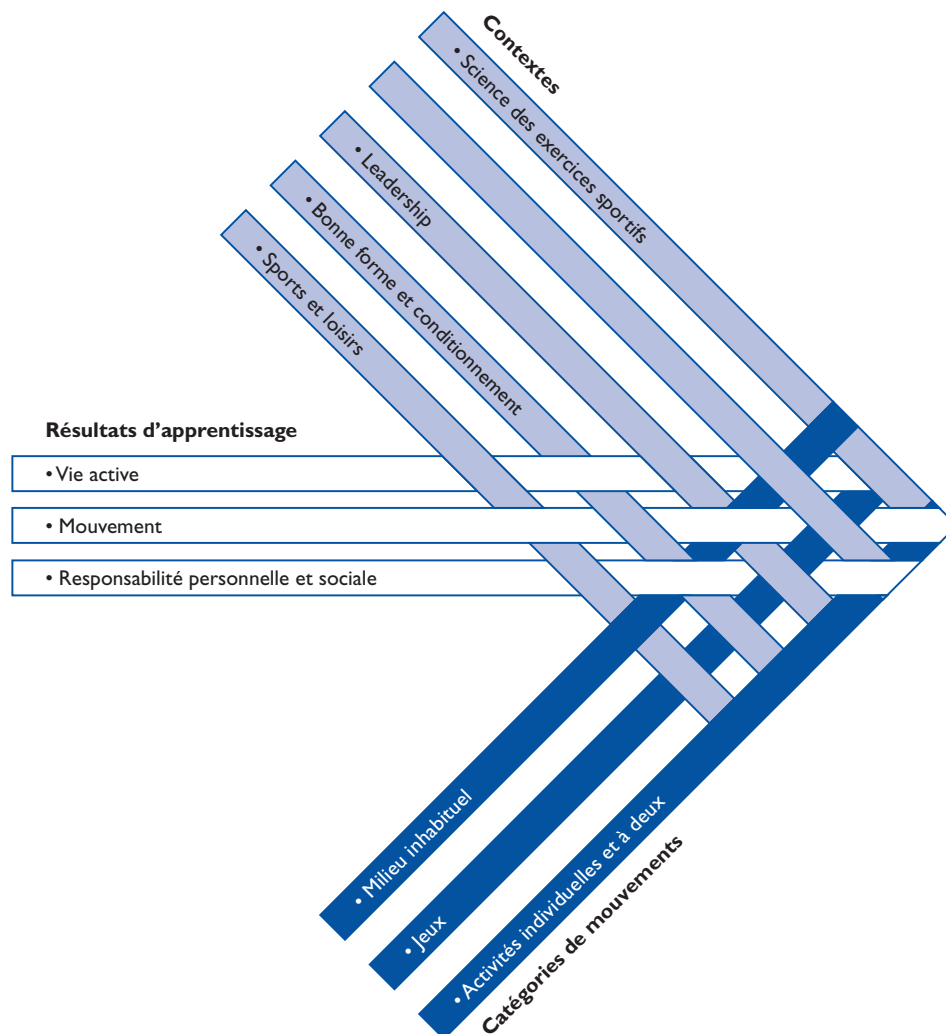 Contextes
• Science des exercices sportifs
• Leadership
• Bonne forme et conditionnement
• Sports et loisirs
Résultats d’apprentissage
• Vie active
• Mouvement
• Responsabilité personnelle et sociale
• Milieu inhabituel
• Jeux
• Activités individuelles et à deux
Catégories de mouvements